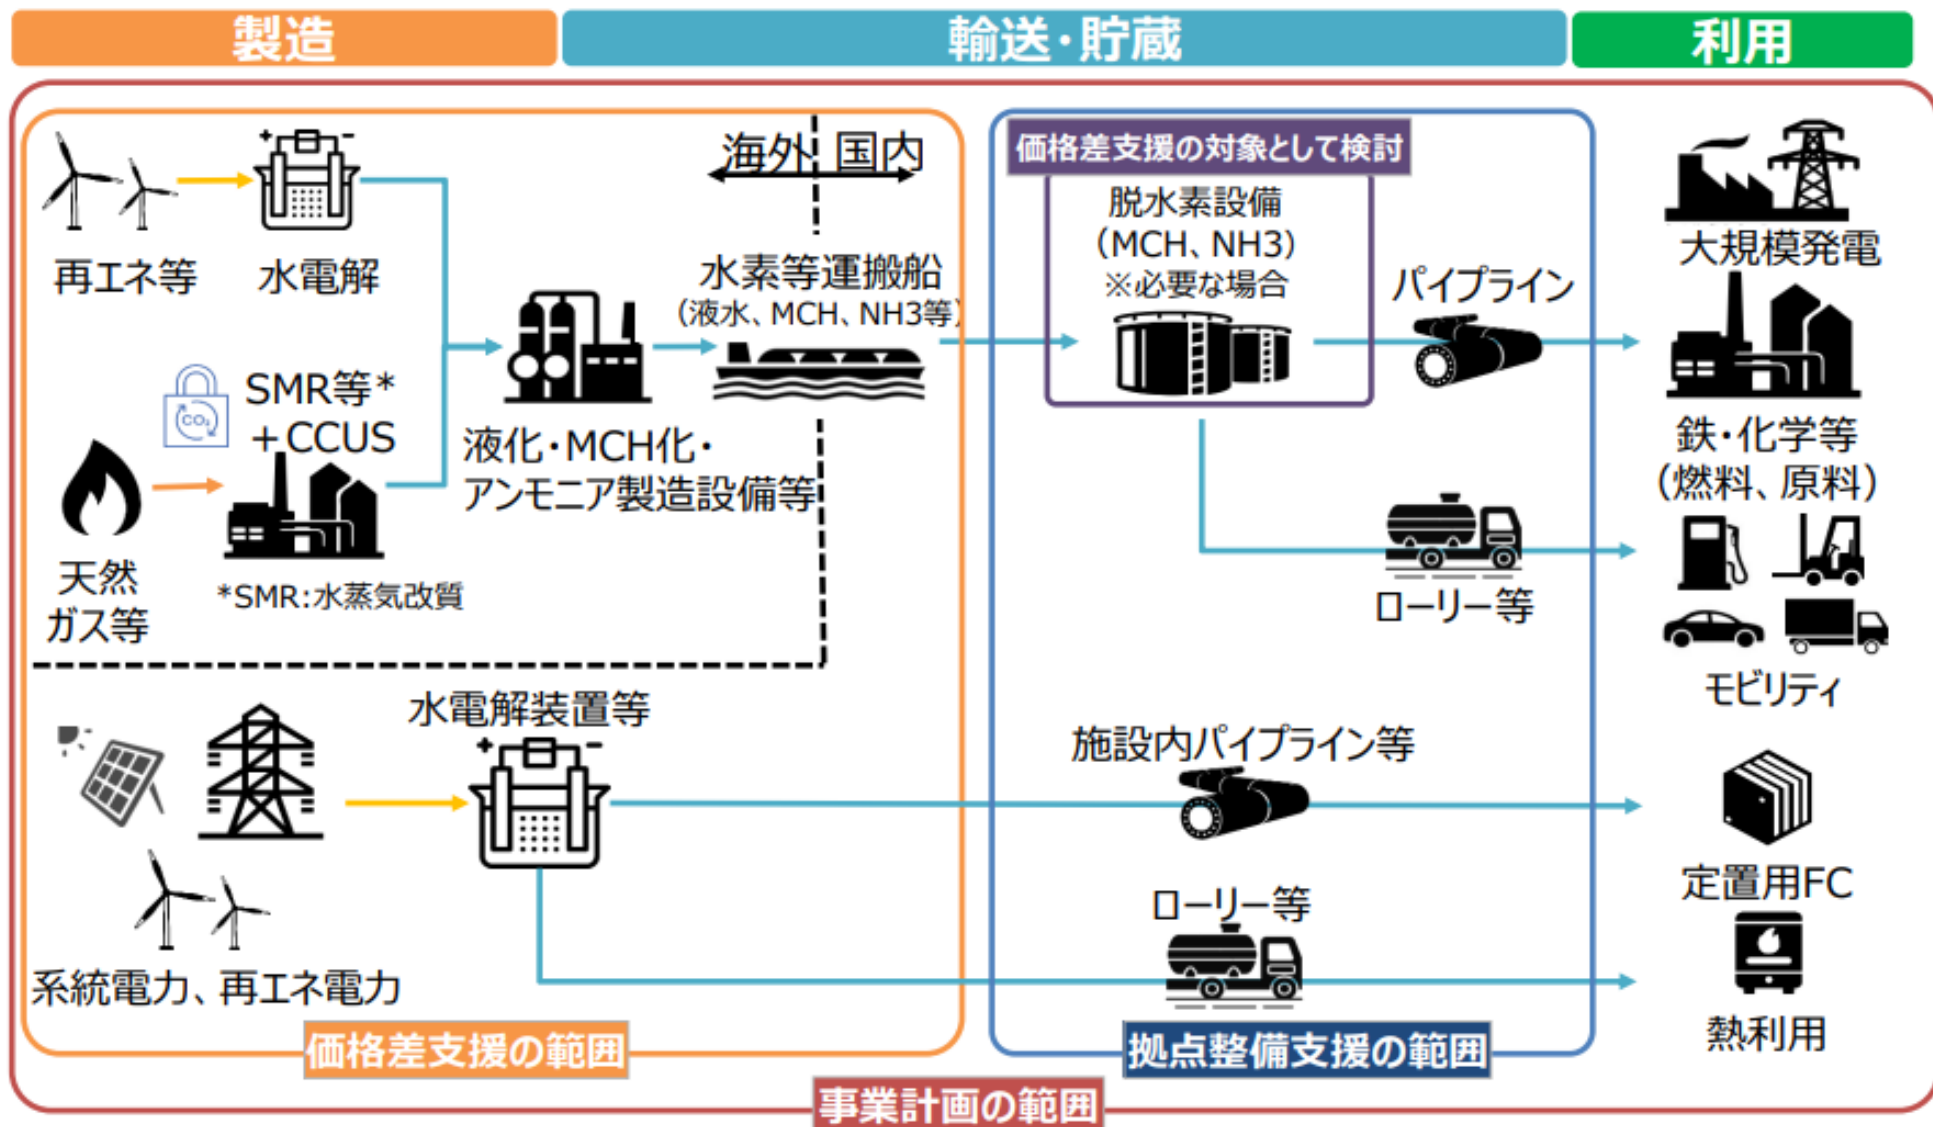 製造
輸送・貯蔵
利用
海外
国内
価格差支援の対象として検討
脱水素設備
（MCH、NH3）
※必要な場合
再エネ等
水電解
水素等運搬船
（液水、MCH、NH3等）
パイプライン
大規模発電
SMR等*
＋CCUS
CO₂
液化・MCH化・
アンモニア製造設備等
鉄・化学等
（燃料、原料）
天然
ガス等
*SMR：水蒸気改質
ローリー等
モビリティ
水電解装置等
施設内パイプライン等
定置用FC
ローリー等
系統電力、再エネ電力
熱利用
価格差支援の範囲
拠点整備支援の範囲
事業計画の範囲